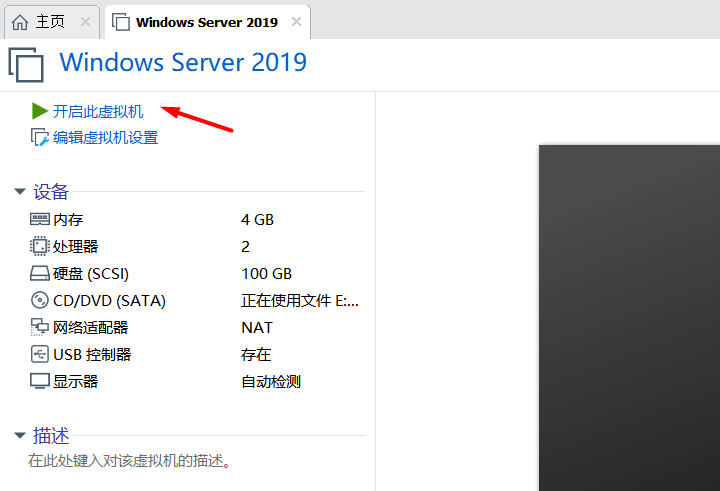 主页 Windows Server 2019
Windows Server 2019
开启此虚拟机
编辑虚拟机设置
设备
内存 4 GB
处理器 2
硬盘 (SCSI) 100 GB
CD/DVD (SATA) 正在使用文件 E:...
网络适配器 NAT
USB 控制器 存在
显示器 自动检测
描述
在此处键入对该虚拟机的描述。